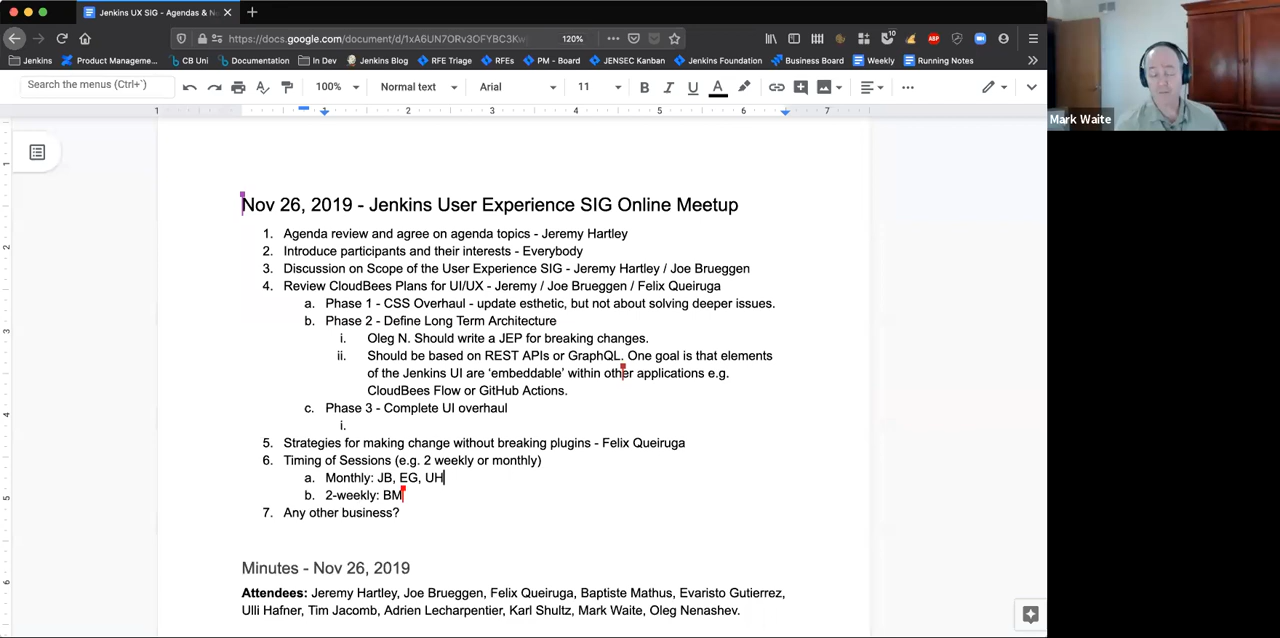 Jenkins UX SIG - Agendas & N
https://docs.google.com/document/d/1xA6UN7ORv3OFYBC3Kw
120%
10
ABP
Jenkins
Product Manageme...
CB Uni
Documentation
In Dev
Jenkins Blog
RFE Triage
RFEs
PM - Board
JENSEC Kanban
Jenkins Foundation
Business Board
Weekly
Running Notes
Search the menus (Ctrl+`)
100%
Normal text
Arial
11
B I U A
1 1 2 3 4 5 6 7
Nov 26, 2019 - Jenkins User Experience SIG Online Meetup
1. Agenda review and agree on agenda topics - Jeremy Hartley
2. Introduce participants and their interests - Everybody
3. Discussion on Scope of the User Experience SIG - Jeremy Hartley / Joe Brueggen
4. Review CloudBees Plans for UI/UX - Jeremy / Joe Brueggen / Felix Queiruga
a. Phase 1 - CSS Overhaul - update esthetic, but not about solving deeper issues.
b. Phase 2 - Define Long Term Architecture
i. Oleg N. Should write a JEP for breaking changes.
ii. Should be based on REST APIs or GraphQL. One goal is that elements
of the Jenkins UI are ‘embeddable’ within other applications e.g.
CloudBees Flow or GitHub Actions.
c. Phase 3 - Complete UI overhaul
i.
5. Strategies for making change without breaking plugins - Felix Queiruga
6. Timing of Sessions (e.g. 2 weekly or monthly)
a. Monthly: JB, EG, UH
b. 2-weekly: BM
7. Any other business?
Minutes - Nov 26, 2019
Attendees: Jeremy Hartley, Joe Brueggen, Felix Queiruga, Baptiste Mathus, Evaristo Gutierrez,
Ulli Hafner, Tim Jacomb, Adrien Lecharpentier, Karl Shultz, Mark Waite, Oleg Nenashev.
Mark Waite